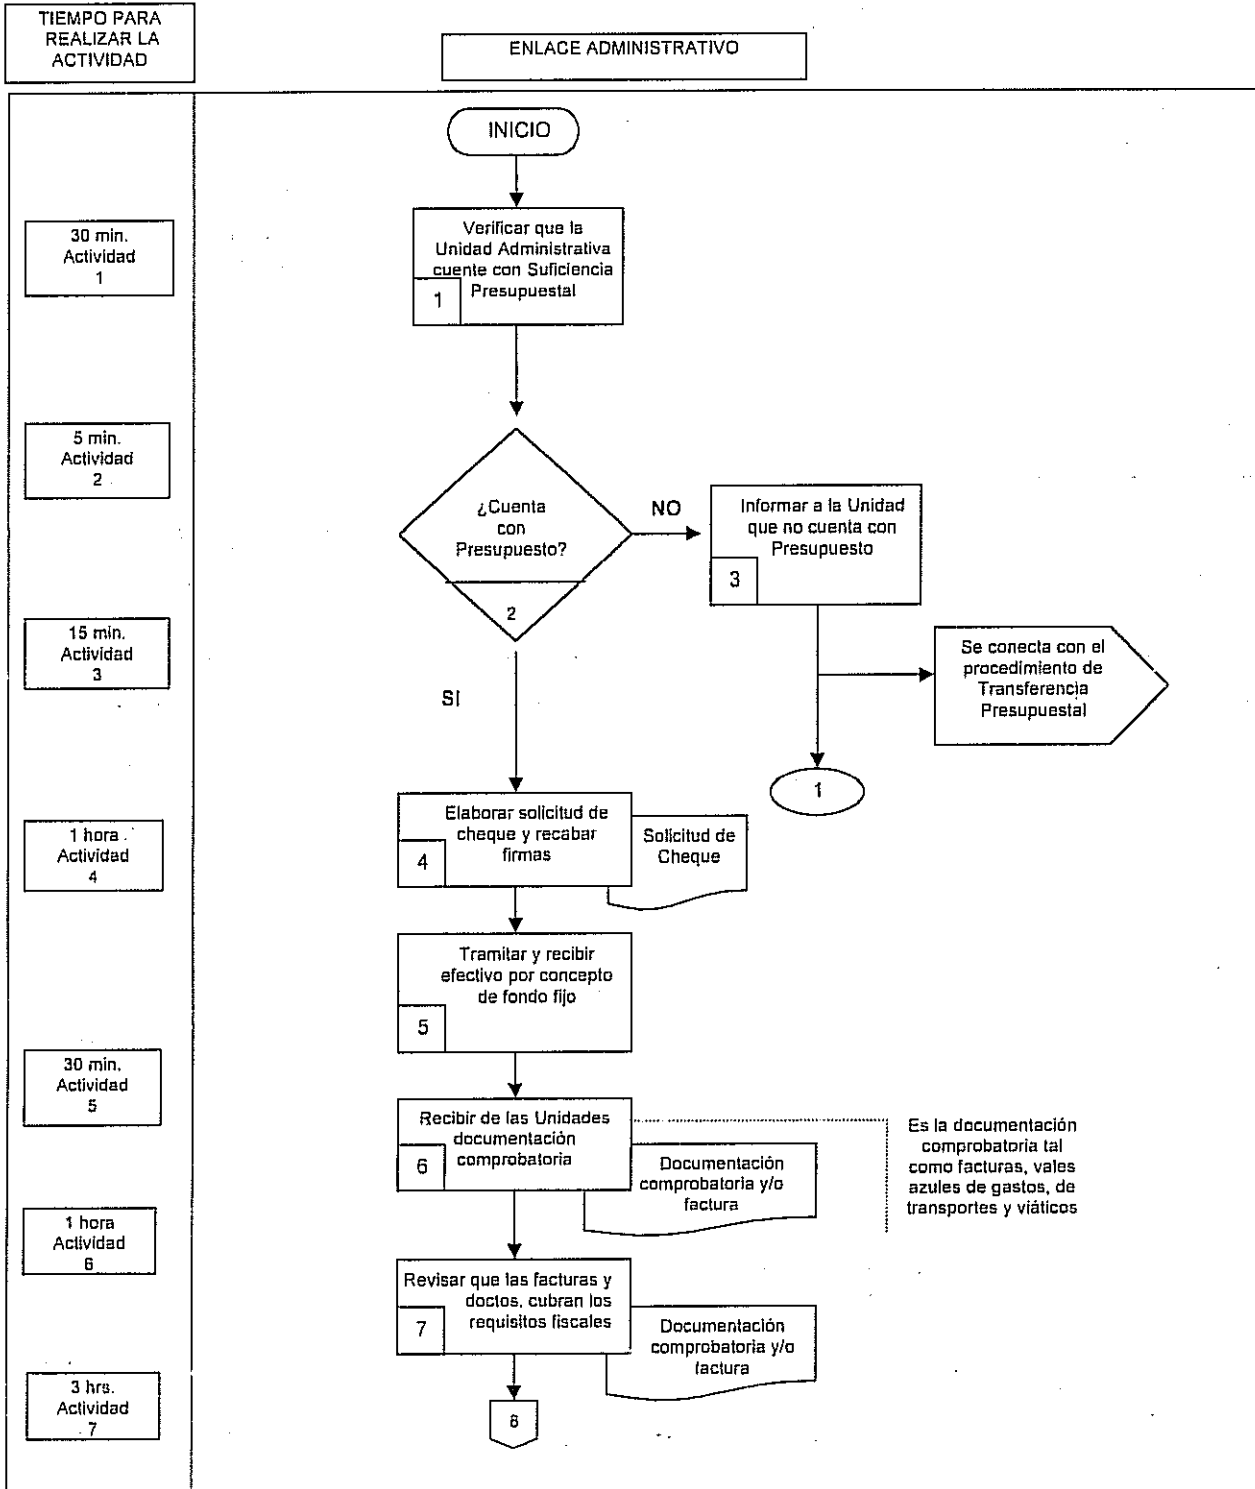 TIEMPO PARA
REALIZAR LA
ACTIVIDAD
ENLACE ADMINISTRATIVO
INICIO
30 min.
Actividad
1
Verificar que la
Unidad Administrativa
cuente con Suficiencia
Presupuestal
1
5 min.
Actividad
2
¿Cuenta
con
Presupuesto?
2
NO
Informar a la Unidad
que no cuenta con
Presupuesto
3
15 min.
Actividad
3
SI
Se conecta con el
procedimiento de
Transferencia
Presupuestal
1
1 hora
Actividad
4
Elaborar solicitud de
cheque y recabar
firmas
4
Solicitud de
Cheque
Tramitar y recibir
efectivo por concepto
de fondo fijo
5
30 min.
Actividad
5
Recibir de las Unidades
documentación
comprobatoria
6
Documentación
comprobatoria y/o
factura
Es la documentación
comprobatoria tal
como facturas, vales
azules de gastos, de
transportes y viáticos
1 hora
Actividad
6
Revisar que las facturas y
doctos, cubran los
requisitos fiscales
7
Documentación
comprobatoria y/o
factura
3 hrs.
Actividad
7
8